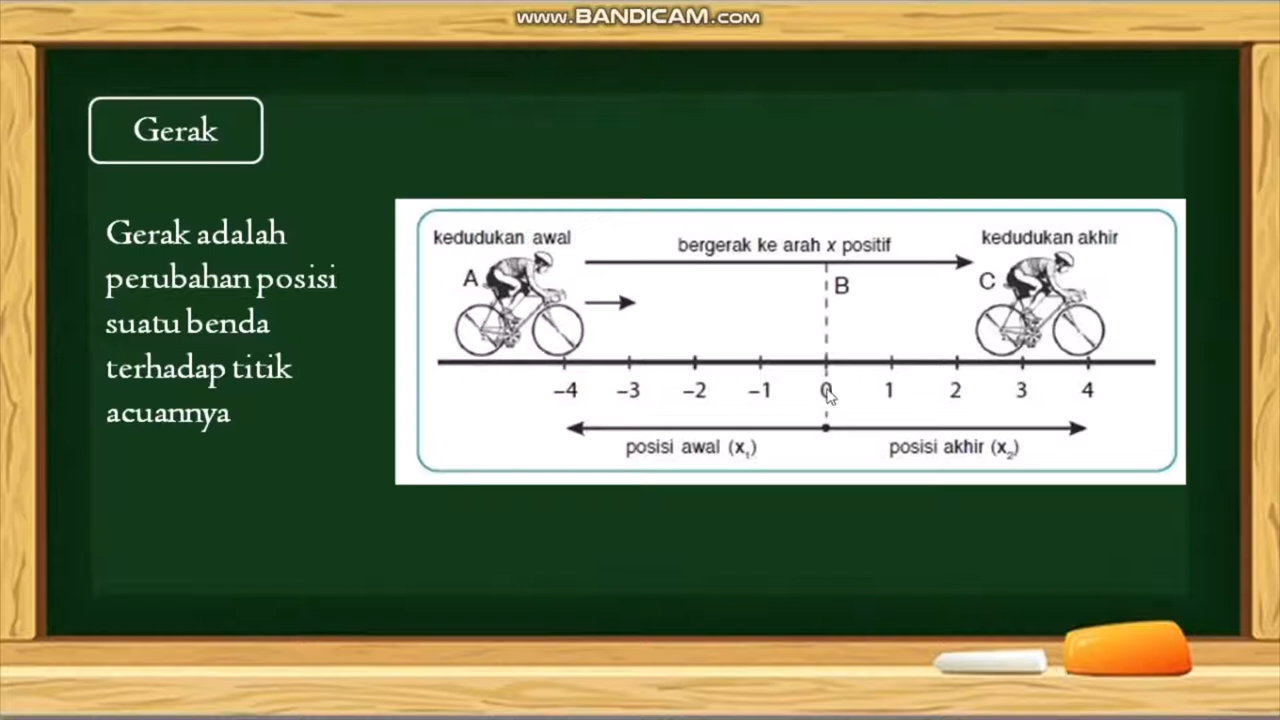 www.BANDICAM.com
Gerak
Gerak adalah
perubahan posisi
suatu benda
terhadap titik
acuannya
kedudukan awal
bergerak ke arah x positif
kedudukan akhir
A
B
C
–4 –3 –2 –1 0 1 2 3 4
posisi awal (x₁)
posisi akhir (x₂)